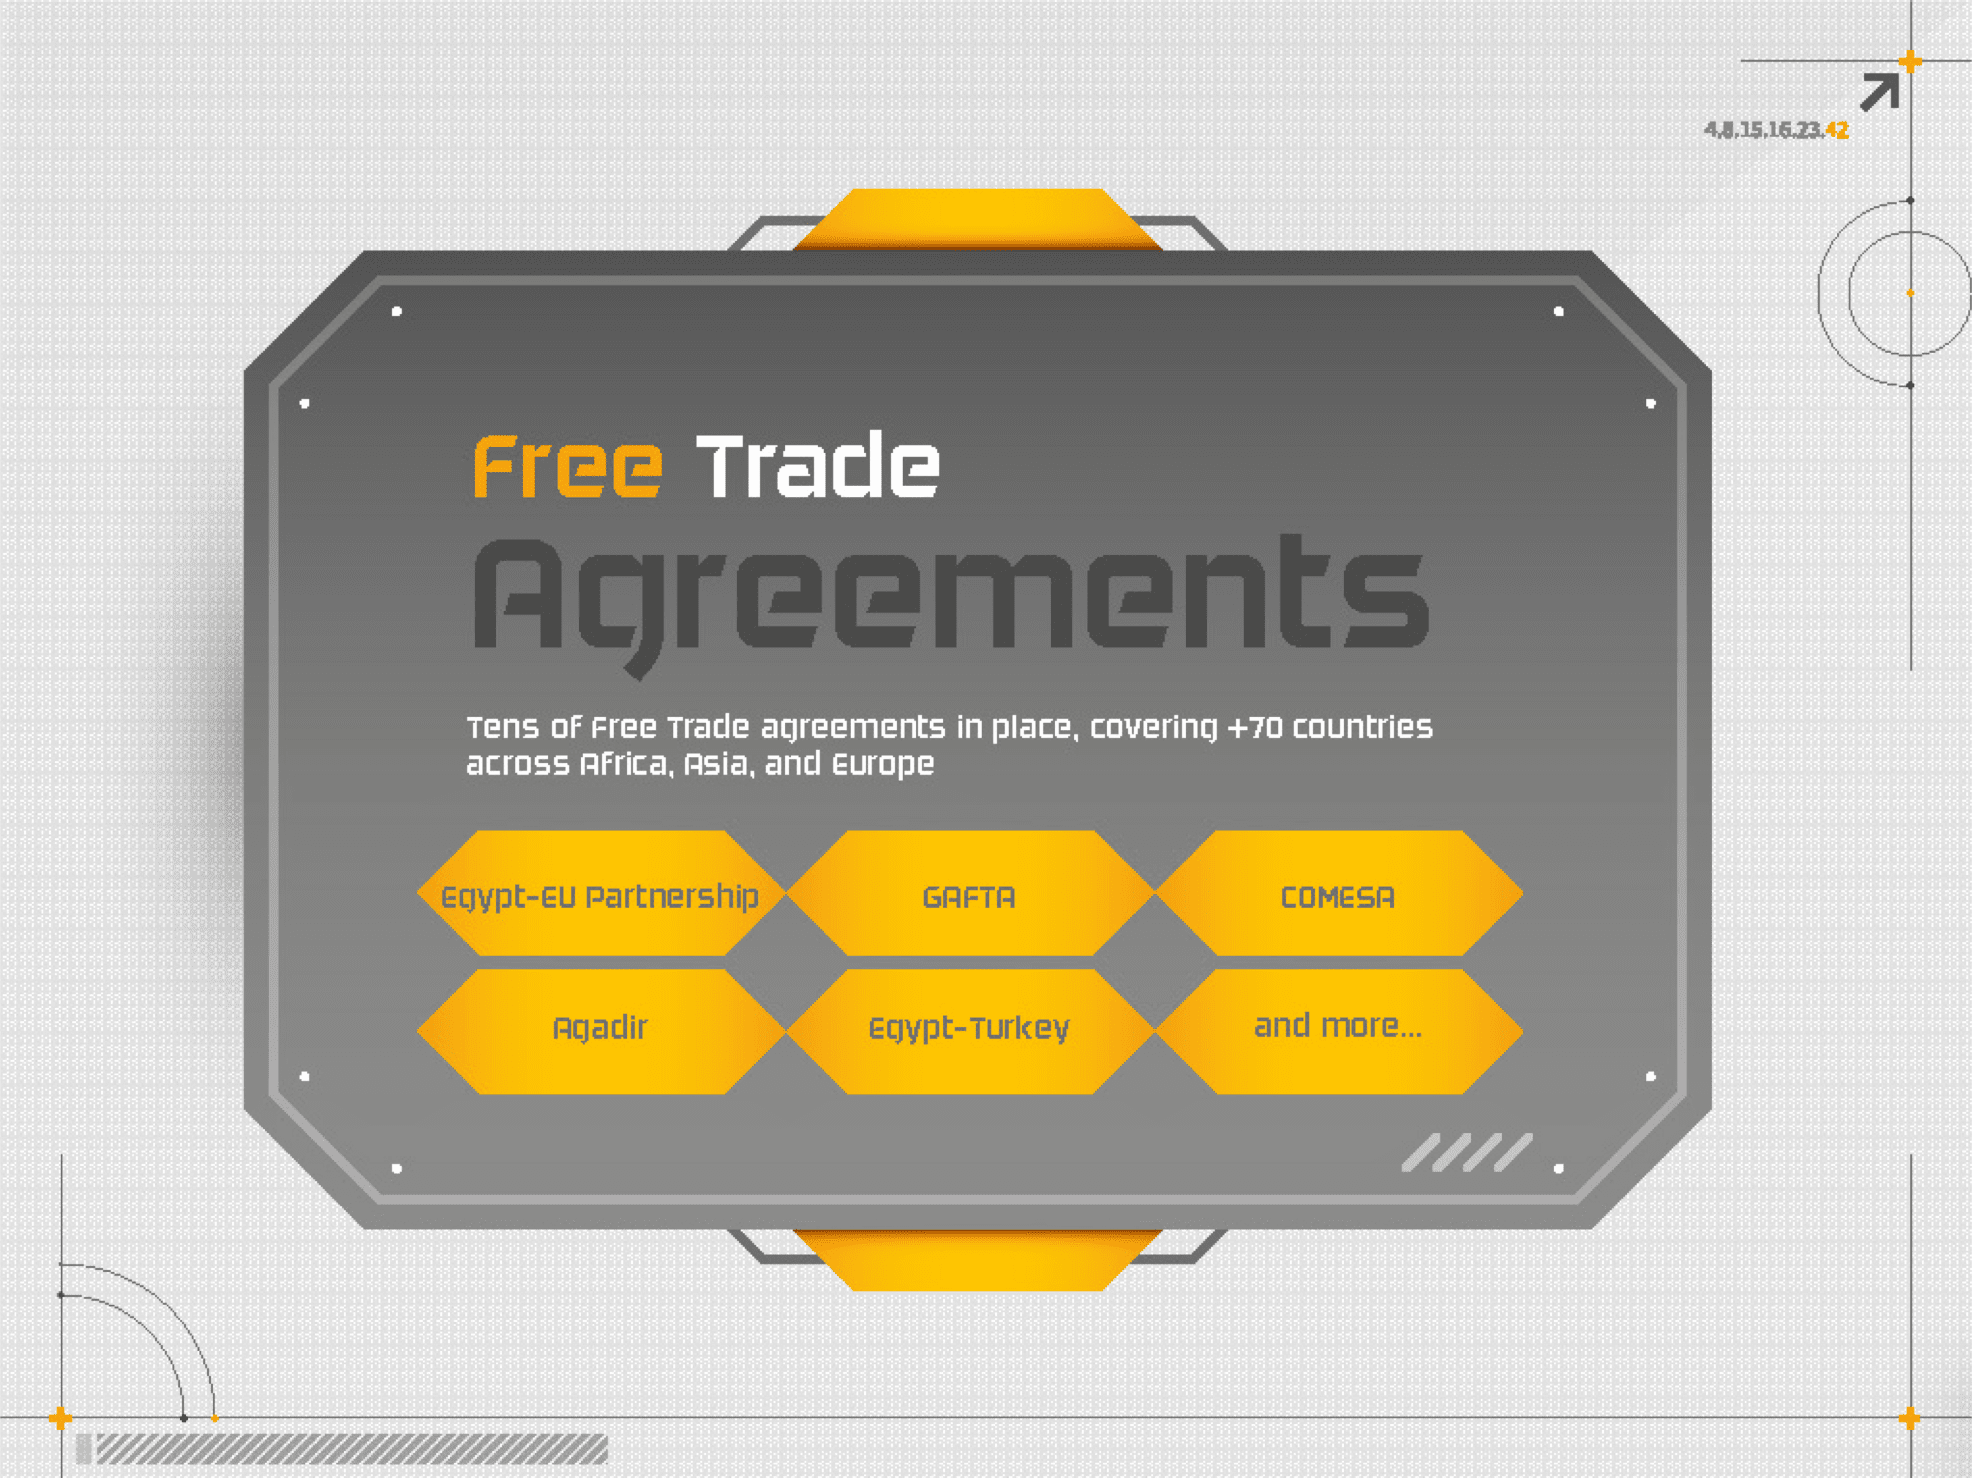 4.8.15.16.23.42
Free Trade
Agreements
Tens of Free Trade agreements in place, covering +70 countries
across Africa, Asia, and Europe
Egypt-EU Partnership
GAFTA
COMESA
Agadir
Egypt-Turkey
and more...